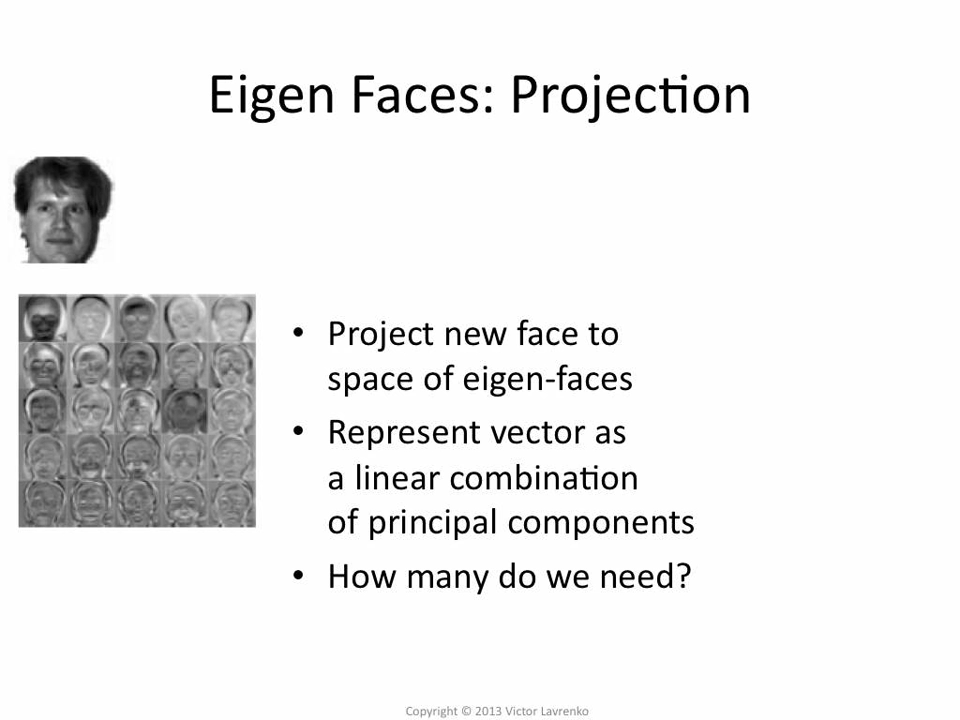 Eigen Faces: Projection
• Project new face to
space of eigen-faces
• Represent vector as
a linear combination
of principal components
• How many do we need?
Copyright © 2013 Victor Lavrenko